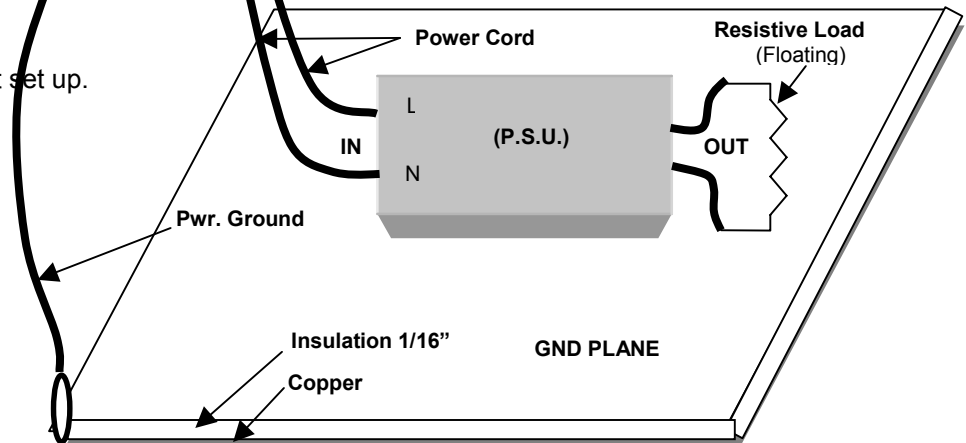 Power Cord
Resistive Load
(Floating)
set up.
L
IN
(P.S.U.)
OUT
N
Pwr. Ground
Insulation 1/16”
GND PLANE
Copper